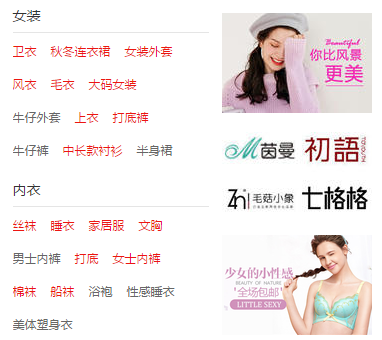 女装
卫衣 秋冬连衣裙 女装外套
风衣 毛衣 大码女装
牛仔外套 上衣 打底裤
牛仔裤 中长款衬衫 半身裙
内衣
丝袜 睡衣 家居服 文胸
男士内裤 打底 女士内裤
棉袜 船袜 浴袍 性感睡衣
美体塑身衣
Beautiful
你比风景
更美
茵曼 初語
毛菇小象 七格格
少女的小性感
BEAUTY OF NATURE
全场包邮
LITTLE SEXY